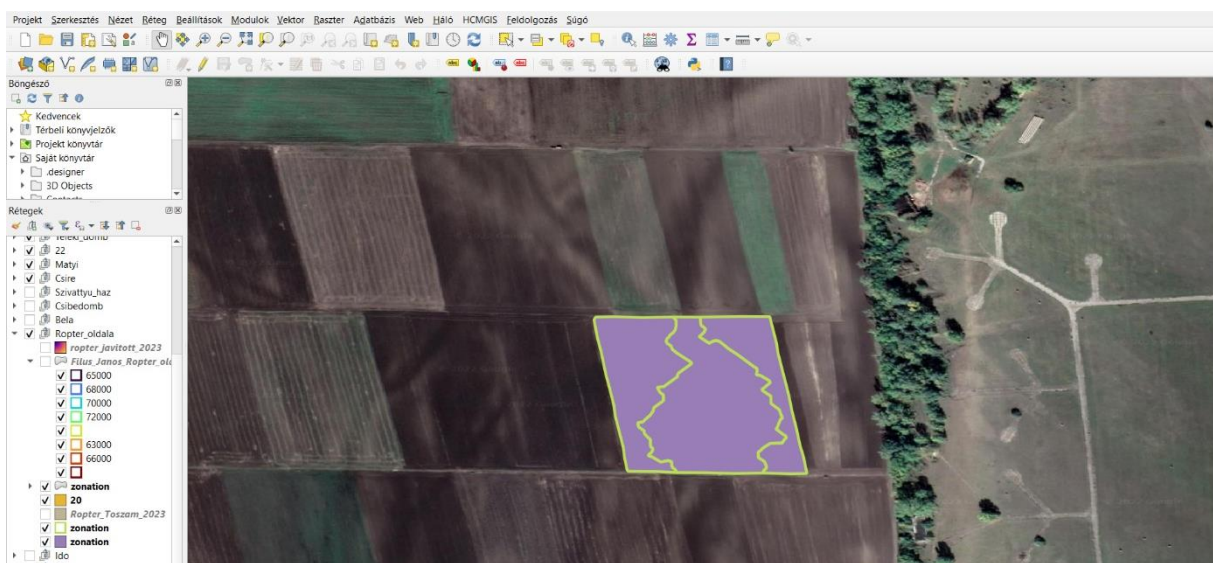 Projekt Szerkesztés Nézet Réteg Beállítások Modulok Vektor Raszter Adatbázis Web Háló HCMGIS Feldolgozás Súgó
Böngésző
Kedvencek
Térbeli könyvjelzők
Projekt könyvtár
Saját könyvtár
.designer
3D Objects
Rétegek
22
Matyi
Csire
Szivattyu_haz
Csibedomb
Bela
Ropter_oldala
ropter_javitott_2023
Filus_Janos_Ropter_olo
65000
68000
70000
72000
63000
66000
zonation
20
Ropter_Toszam_2023
zonation
zonation
Ido